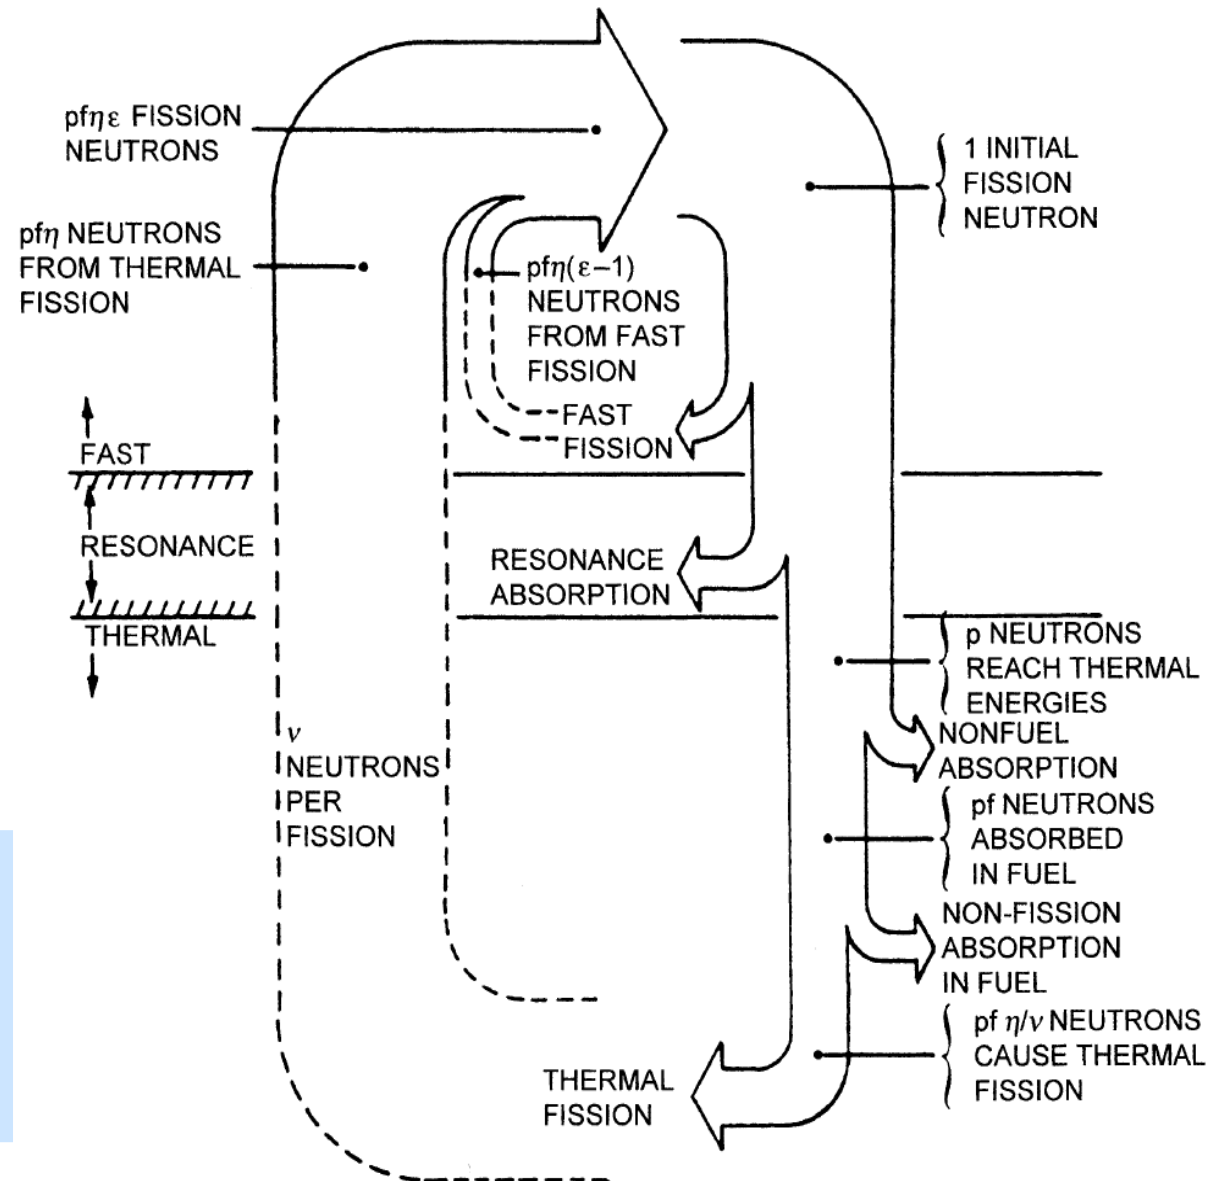 pfηε FISSION
NEUTRONS
1 INITIAL
FISSION
NEUTRON
pfη NEUTRONS
FROM THERMAL
FISSION
pfη(ε−1)
NEUTRONS
FROM FAST
FISSION
FAST
FISSION
FAST
RESONANCE
THERMAL
RESONANCE
ABSORPTION
p NEUTRONS
REACH THERMAL
ENERGIES
NONFUEL
ABSORPTION
ν
NEUTRONS
PER
FISSION
pf NEUTRONS
ABSORBED
IN FUEL
NON-FISSION
ABSORPTION
IN FUEL
pf η/ν NEUTRONS
CAUSE THERMAL
FISSION
THERMAL
FISSION